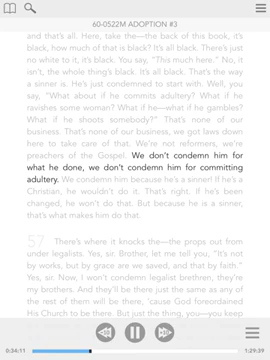 60-0522M ADOPTION #3
and that's all. Here, take the—the back of this book, it's
black, how much of that is black? It's all black. There's just
no white to it, it's black. You say, "This much here." No, it
isn't, the whole thing's black. It's all black. That's the way
a sinner is. He's just condemned to start with. Well, you
say, "What about if he commits adultery? What if he
ravishes some woman? What if he—what if he gambles?
What if he shoots somebody?" That's none of our
business. That's none of our business, we got laws down
here to take care of that. We're not reformers, we're
preachers of the Gospel. We don't condemn him for
what he done, we don't condemn him for committing
adultery. We condemn him because he's a sinner! If he's a
Christian, he wouldn't do it. That's right. If he's been
changed, he won't do that. But because he is a sinner,
that's what makes him do that.
57 There's where it knocks the—the props out from
under legalists. Yes, sir. Brother, let me tell you, "It's not
by works, but by grace are we saved, and that by faith."
Yes, sir. Now, I won't condemn legalist brethren, they're
my brothers. And they'll be there just the same as any of
the rest of them will be there, 'cause God foreordained
His Church to be there. But just the thing, you—you keep
0:34:11
1:29:39